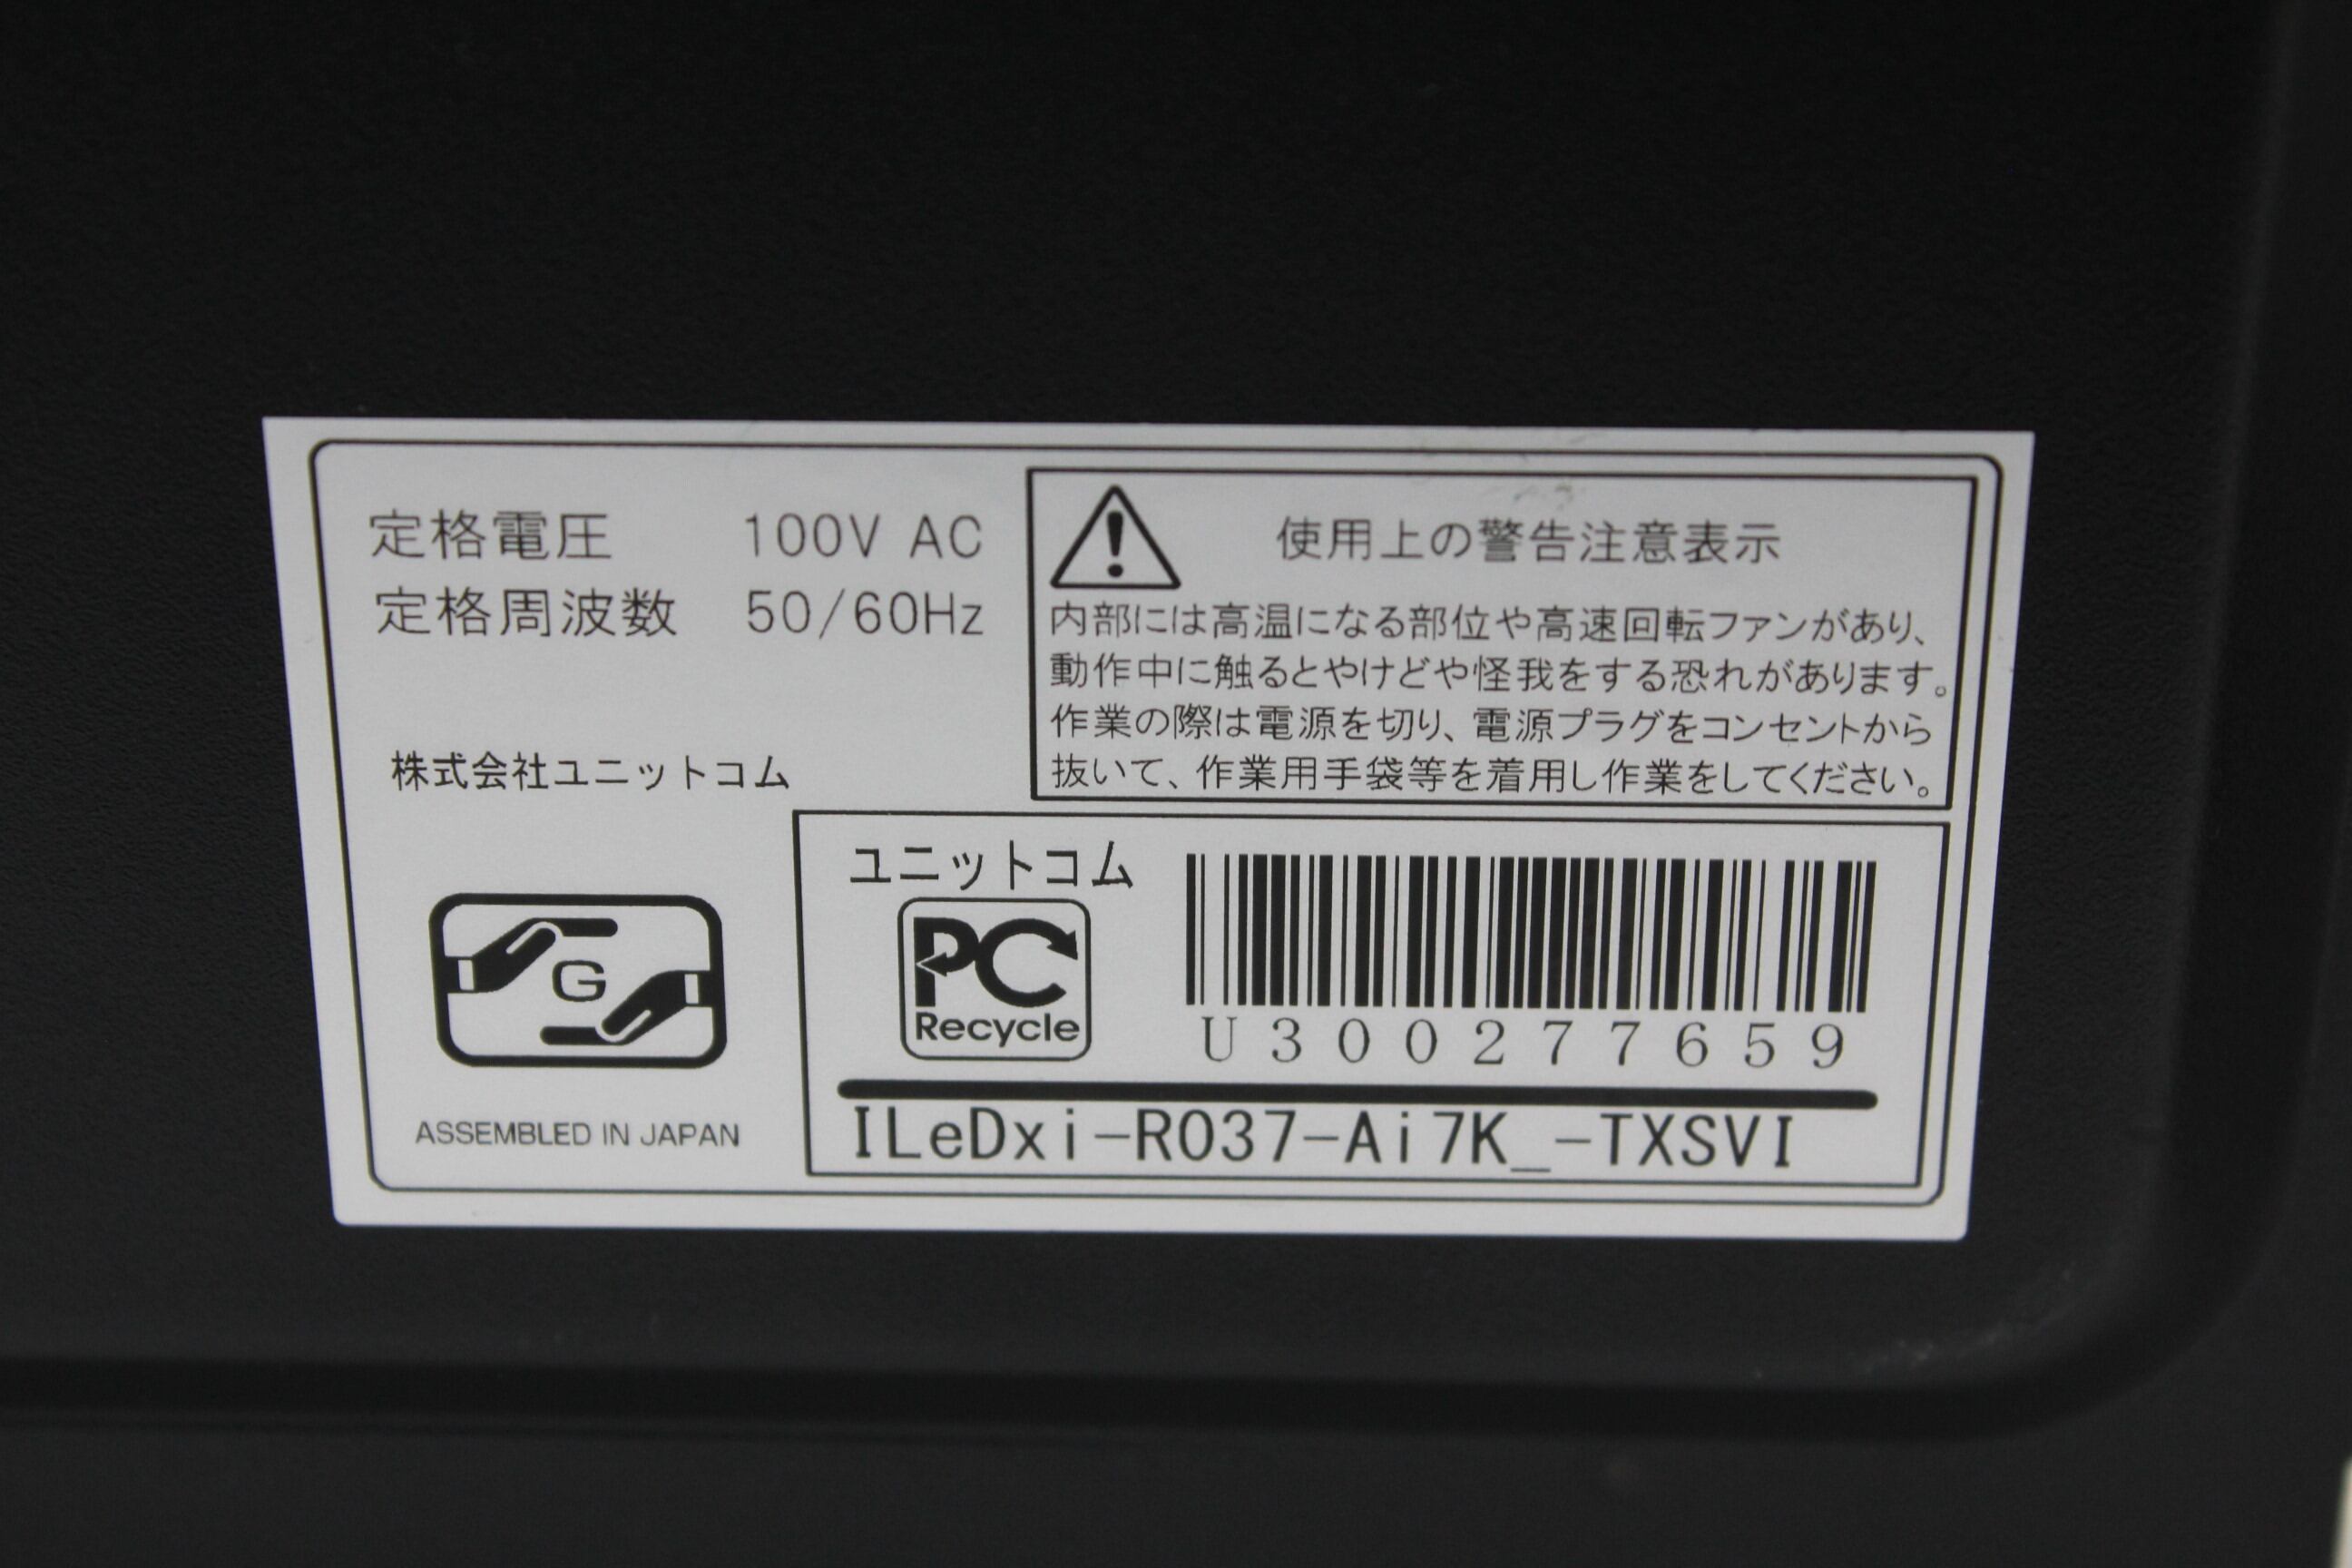 定格電圧 100V AC
定格周波数 50/60Hz
株式会社ユニットコム
使用上の警告注意表示
内部には高温になる部位や高速回転ファンがあり、
動作中に触るとやけどや怪我をする恐れがあります。
作業の際は電源を切り、電源プラグをコンセントから
抜いて、作業用手袋等を着用し作業をしてください。
G
ASSEMBLED IN JAPAN
ユニットコム
PC
Recycle
U300277659
ILeDxi-R037-Ai7K_-TXSVI